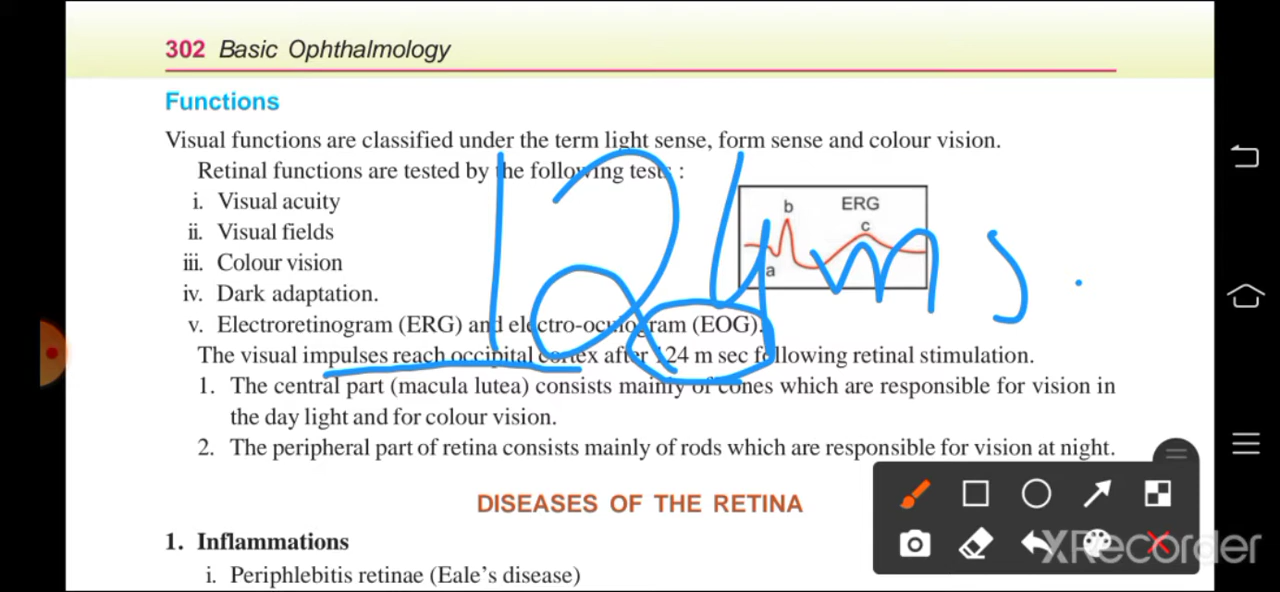 302 Basic Ophthalmology
Functions
Visual functions are classified under the term light sense, form sense and colour vision.
Retinal functions are tested by the following tests :
i. Visual acuity
ii. Visual fields
iii. Colour vision
iv. Dark adaptation.
v. Electroretinogram (ERG) and electro-oculogram (EOG).
b ERG
c
a
124 ms.
The visual impulses reach occipital cortex after 124 m sec following retinal stimulation.
1. The central part (macula lutea) consists mainly of cones which are responsible for vision in
the day light and for colour vision.
2. The peripheral part of retina consists mainly of rods which are responsible for vision at night.
DISEASES OF THE RETINA
1. Inflammations
i. Periphlebitis retinae (Eale's disease)
XRecorder